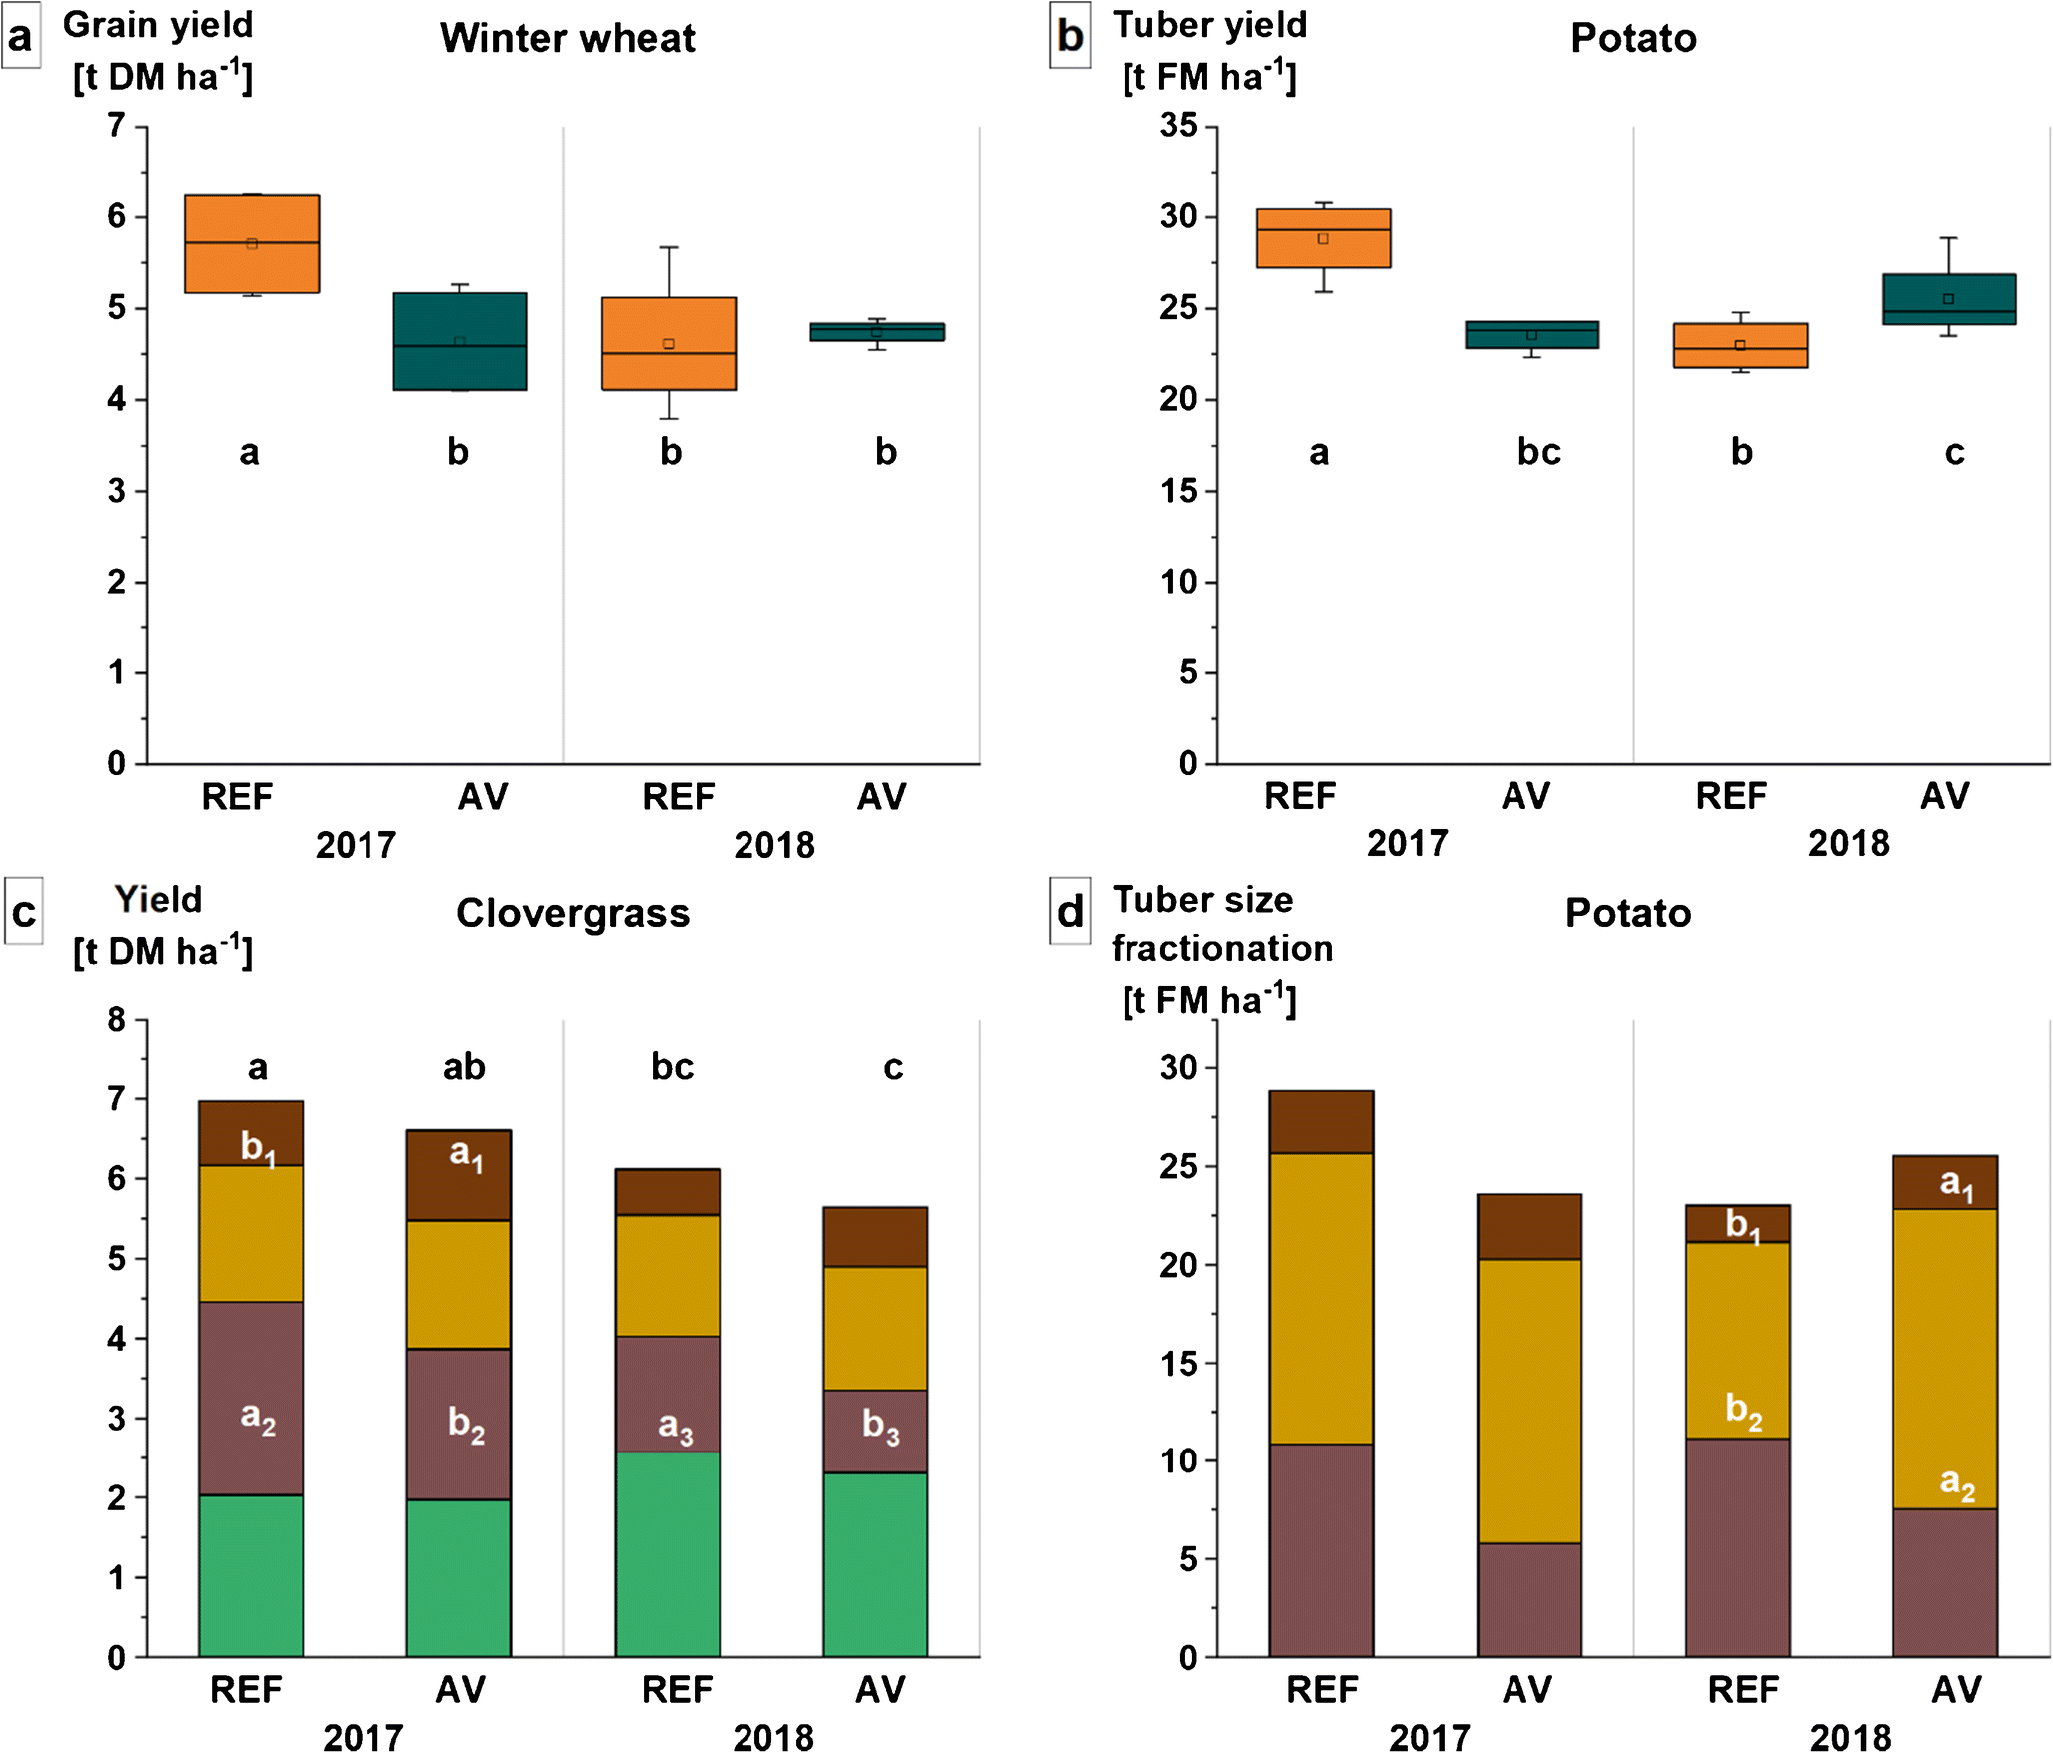 a Grain yield Winter wheat
[t DM ha⁻¹]
7
6
5
4
3
2
1
0
a b b b
REF AV REF AV
2017 2018
b Tuber yield Potato
[t FM ha⁻¹]
35
30
25
20
15
10
5
0
a bc b c
REF AV REF AV
2017 2018
c Yield Clovergrass
[t DM ha⁻¹]
8
7
6
5
4
3
2
1
0
a ab bc c
b₁ a₁
a₂ b₂ a₃ b₃
REF AV REF AV
2017 2018
d Tuber size Potato
fractionation
[t FM ha⁻¹]
30
25
20
15
10
5
0
b₁ a₁
b₂ a₂
REF AV REF AV
2017 2018